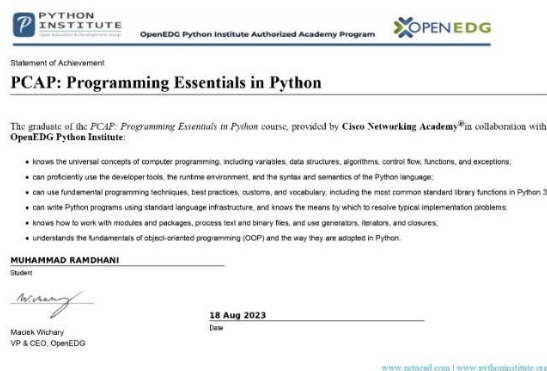 PYTHON
INSTITUTE
Open Education & Development Group
OpenEDG Python Institute Authorized Academy Program
OPENEDG
Statement of Achievement
PCAP: Programming Essentials in Python
The graduate of the PCAP: Programming Essentials in Python course, provided by Cisco Networking Academy®in collaboration with
OpenEDG Python Institute:
• knows the universal concepts of computer programming, including variables, data structures, algorithms, control flow, functions, and exceptions;
• can proficiently use the developer tools, the runtime environment, and the syntax and semantics of the Python language;
• can use fundamental programming techniques, best practices, customs, and vocabulary, including the most common standard library functions in Python 3
• can write Python programs using standard language infrastructure, and knows the means by which to resolve typical implementation problems;
• knows how to work with modules and packages, process text and binary files, and use generators, iterators, and closures;
• understands the fundamentals of object-oriented programming (OOP) and the way they are adopted in Python.
MUHAMMAD RAMDHANI
Student
18 Aug 2023
Date
Maciek Wichary
VP & CEO, OpenEDG
www.netacad.com | www.pythoninstitute.org